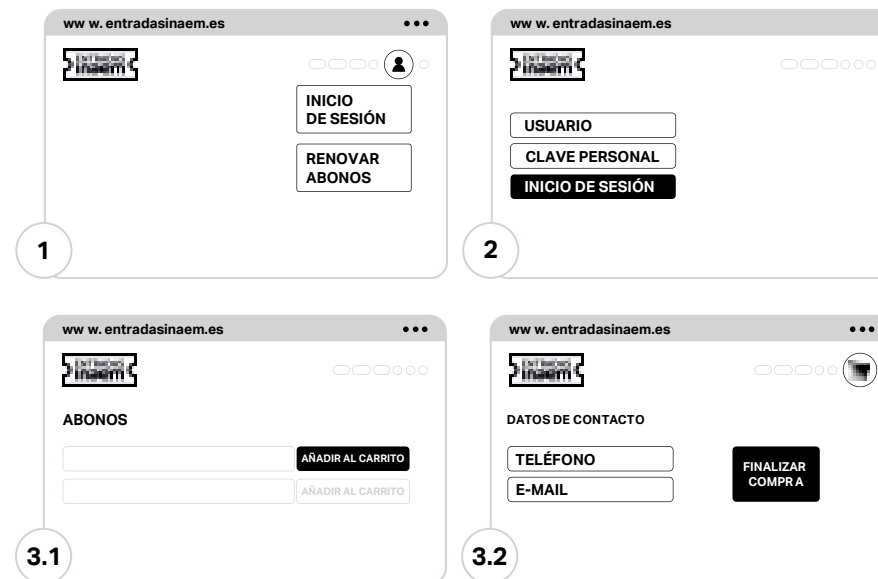 ww w. entradasinaem.es
INICIO
DE SESIÓN
RENOVAR
ABONOS
1
ww w. entradasinaem.es
USUARIO
CLAVE PERSONAL
INICIO DE SESIÓN
2
ww w. entradasinaem.es
ABONOS
AÑADIR AL CARRITO
AÑADIR AL CARRITO
3.1
ww w. entradasinaem.es
DATOS DE CONTACTO
TELÉFONO
E-MAIL
FINALIZAR
COMPR A
3.2